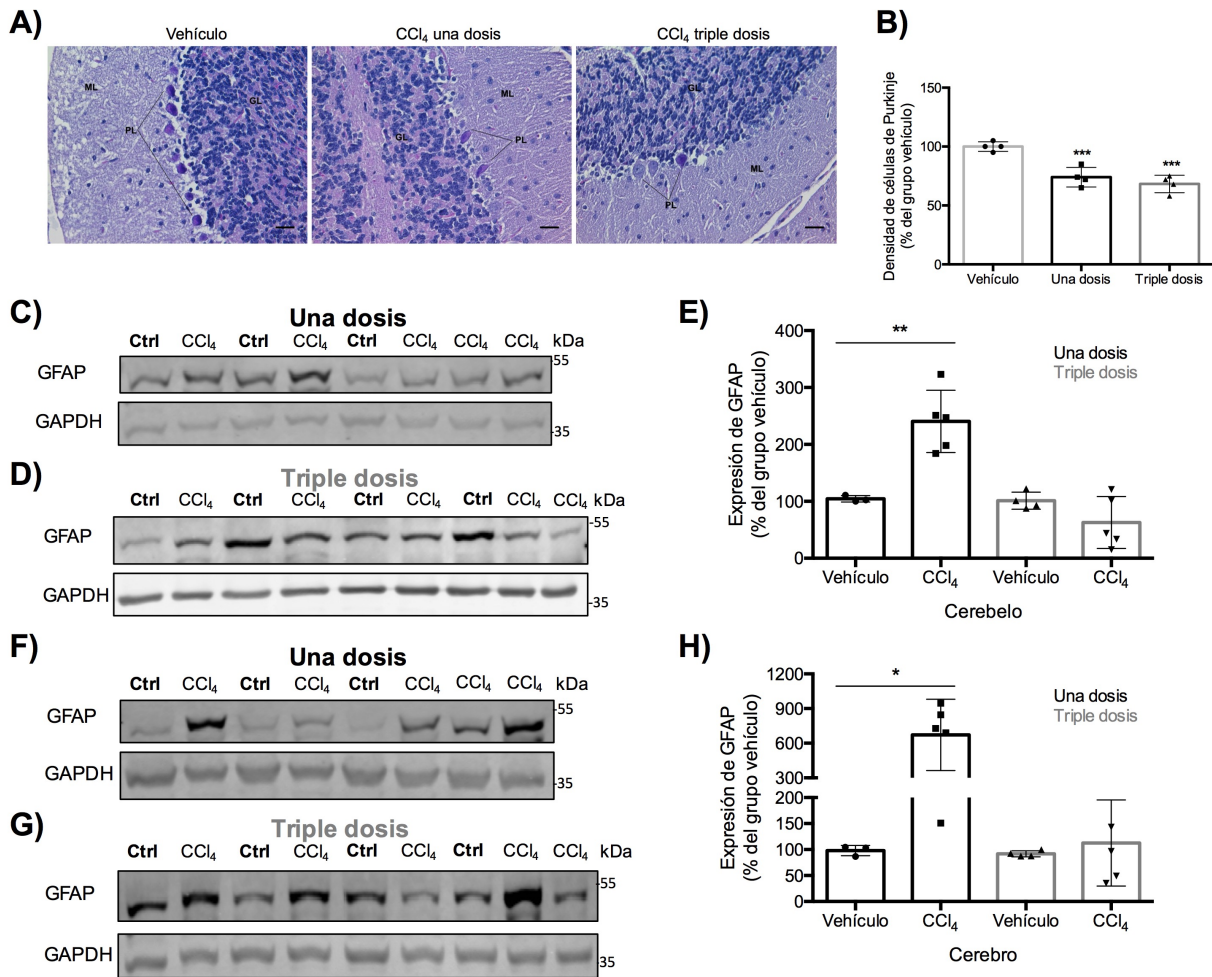 A)
Vehículo
CCl₄ una dosis
CCl₄ triple dosis
ML
PL
GL
GL
ML
PL
GL
ML
PL
B)
Densidad de células de Purkinje
(% del grupo vehículo)
150
100
50
0
***
***
Vehículo Una dosis Triple dosis
C)
Una dosis
Ctrl CCl₄ Ctrl CCl₄ Ctrl CCl₄ CCl₄ CCl₄ kDa
GFAP
55
GAPDH
-35
D)
Triple dosis
Ctrl CCl₄ Ctrl CCl₄ Ctrl CCl₄ Ctrl CCl₄ CCl₄ kDa
GFAP
-55
GAPDH
-35
E)
Expresión de GFAP
(% del grupo vehículo)
400
300
200
100
0
**
Una dosis
Triple dosis
Vehículo CCl₄ Vehículo CCl₄
Cerebelo
F)
Una dosis
Ctrl CCl₄ Ctrl CCl₄ Ctrl CCl₄ CCl₄ CCl₄ kDa
GFAP
-55
GAPDH
-35
G)
Triple dosis
Ctrl CCl₄ Ctrl CCl₄ Ctrl CCl₄ Ctrl CCl₄ CCl₄ kDa
GFAP
-55
GAPDH
35
H)
Expresión de GFAP
(% del grupo vehículo)
1200
900
600
300
200
150
100
50
0
*
Una dosis
Triple dosis
Vehículo CCl₄ Vehículo CCl₄
Cerebro